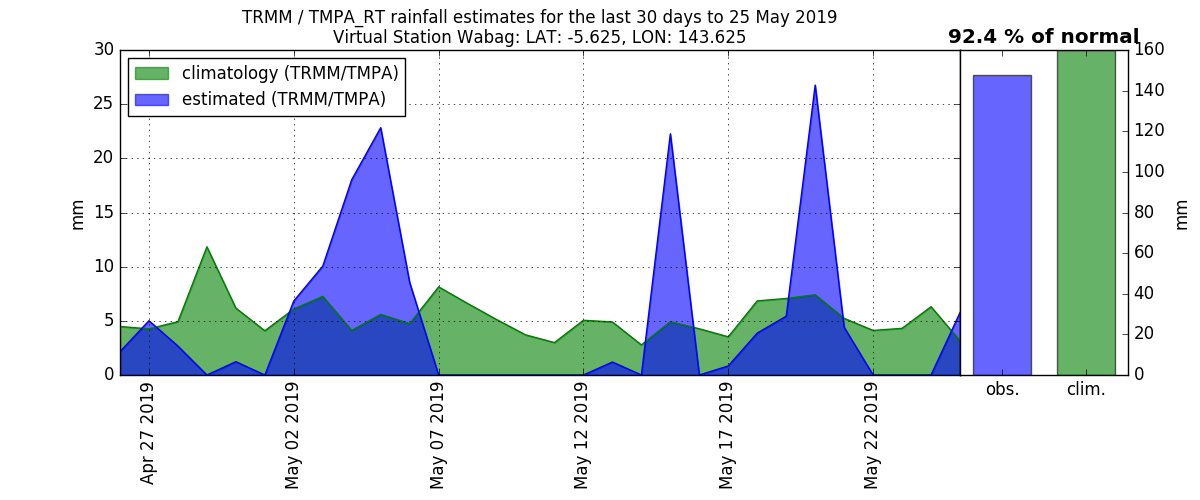 TRMM / TMPA_RT rainfall estimates for the last 30 days to 25 May 2019
Virtual Station Wabag: LAT: -5.625, LON: 143.625
92.4 % of normal
climatology (TRMM/TMPA)
estimated (TRMM/TMPA)
30
25
20
15
10
5
0
mm
Apr 27 2019
May 02 2019
May 07 2019
May 12 2019
May 17 2019
May 22 2019
160
140
120
100
80
60
40
20
0
mm
obs.
clim.